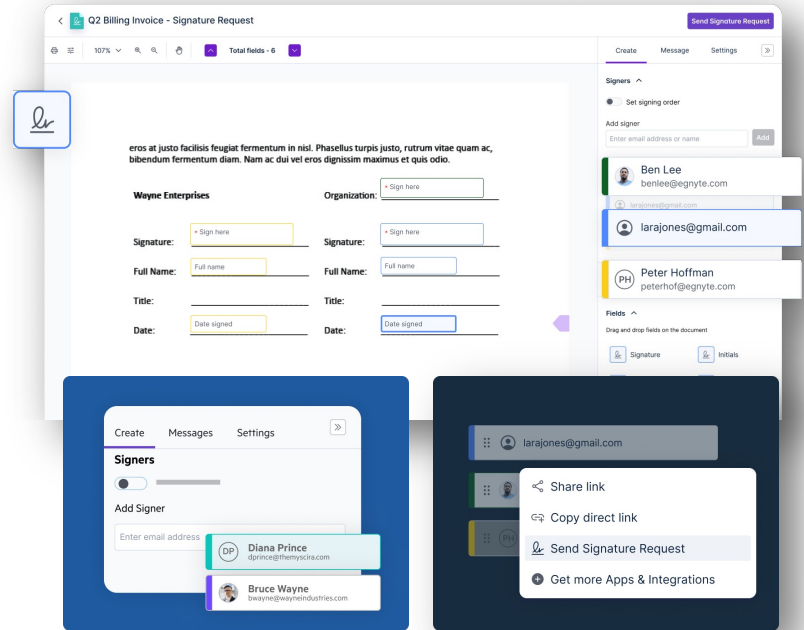 Q2 Billing Invoice - Signature Request
Send Signature Request
107%
Total fields - 6
Create Message Settings
Signers
Set signing order
Add signer
Enter email address or name
Add
Ben Lee
benlee@egnyte.com
larajones@gmail.com
larajones@gmail.com
PH
Peter Hoffman
peterhof@egnyte.com
Fields
Drag and drop fields on the document
Signature Initials
eros at justo facilisis feugiat fermentum in nisl. Phasellus turpis justo, rutrum vitae quam ac,
bibendum fermentum diam. Nam ac dui vel eros dignissim maximus et quis odio.
Wayne Enterprises Organization: * Sign here
Signature: * Sign here Signature: * Sign here
Full Name: Full name Full Name: Full name
Title: Title:
Date: Date signed Date: Date signed
Create Messages Settings
Signers
Add Signer
Enter email address
DP
Diana Prince
dprince@themyscira.com
Bruce Wayne
bwayne@wayneindustries.com
larajones@gmail.com
PH
Share link
Copy direct link
Send Signature Request
Get more Apps & Integrations